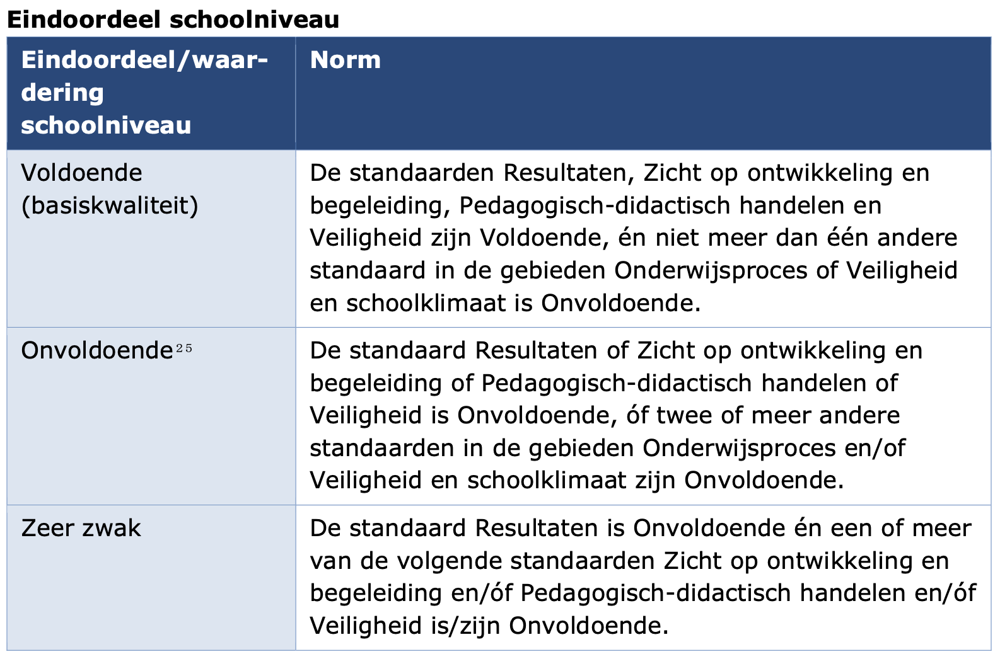 Eindoordeel schoolniveau
Eindoordeel/waar-
dering
schoolniveau
Norm
Voldoende
(basiskwaliteit)
De standaarden Resultaten, Zicht op ontwikkeling en
begeleiding, Pedagogisch-didactisch handelen en
Veiligheid zijn Voldoende, én niet meer dan één andere
standaard in de gebieden Onderwijsproces of Veiligheid
en schoolklimaat is Onvoldoende.
Onvoldoende²⁵
De standaard Resultaten of Zicht op ontwikkeling en
begeleiding of Pedagogisch-didactisch handelen of
Veiligheid is Onvoldoende, óf twee of meer andere
standaarden in de gebieden Onderwijsproces en/of
Veiligheid en schoolklimaat zijn Onvoldoende.
Zeer zwak
De standaard Resultaten is Onvoldoende én een of meer
van de volgende standaarden Zicht op ontwikkeling en
begeleiding en/óf Pedagogisch-didactisch handelen en/óf
Veiligheid is/zijn Onvoldoende.